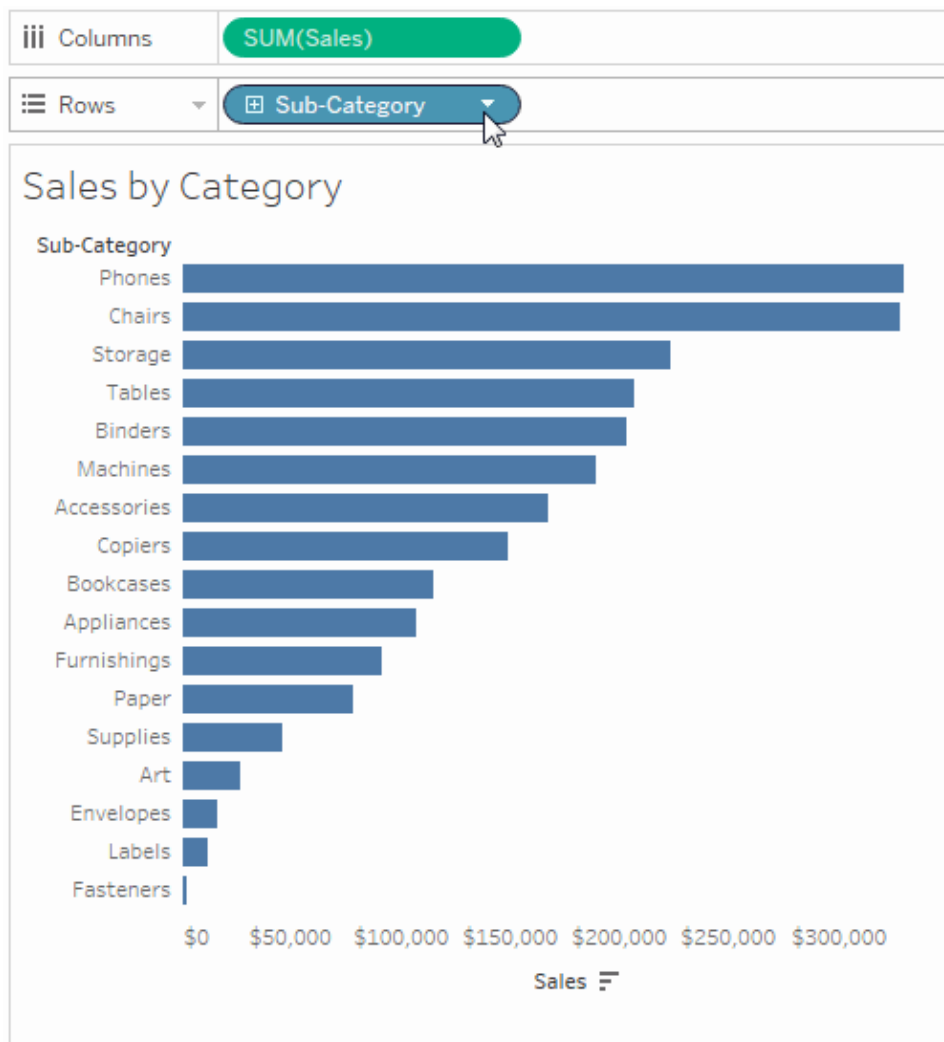 Columns SUM(Sales)
Rows Sub-Category
Sales by Category
Sub-Category
Phones
Chairs
Storage
Tables
Binders
Machines
Accessories
Copiers
Bookcases
Appliances
Furnishings
Paper
Supplies
Art
Envelopes
Labels
Fasteners
$0 $50,000 $100,000 $150,000 $200,000 $250,000 $300,000
Sales